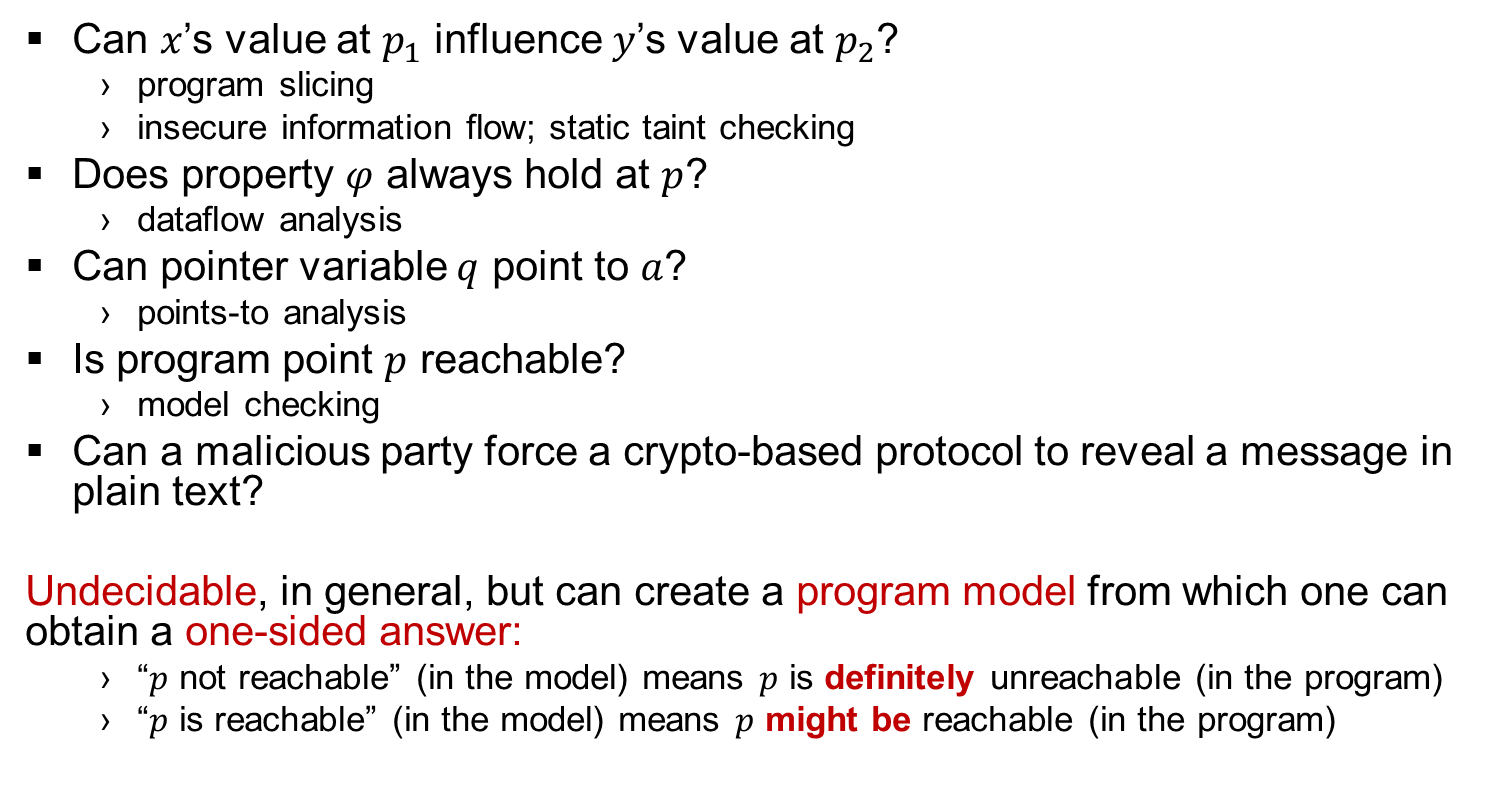 ▪ Can 𝑥’s value at 𝑝₁ influence 𝑦’s value at 𝑝₂?
› program slicing
› insecure information flow; static taint checking
▪ Does property 𝜑 always hold at 𝑝?
› dataflow analysis
▪ Can pointer variable 𝑞 point to 𝑎?
› points-to analysis
▪ Is program point 𝑝 reachable?
› model checking
▪ Can a malicious party force a crypto-based protocol to reveal a message in
plain text?
Undecidable, in general, but can create a program model from which one can
obtain a one-sided answer:
› “𝑝 not reachable” (in the model) means 𝑝 is definitely unreachable (in the program)
› “𝑝 is reachable” (in the model) means 𝑝 might be reachable (in the program)